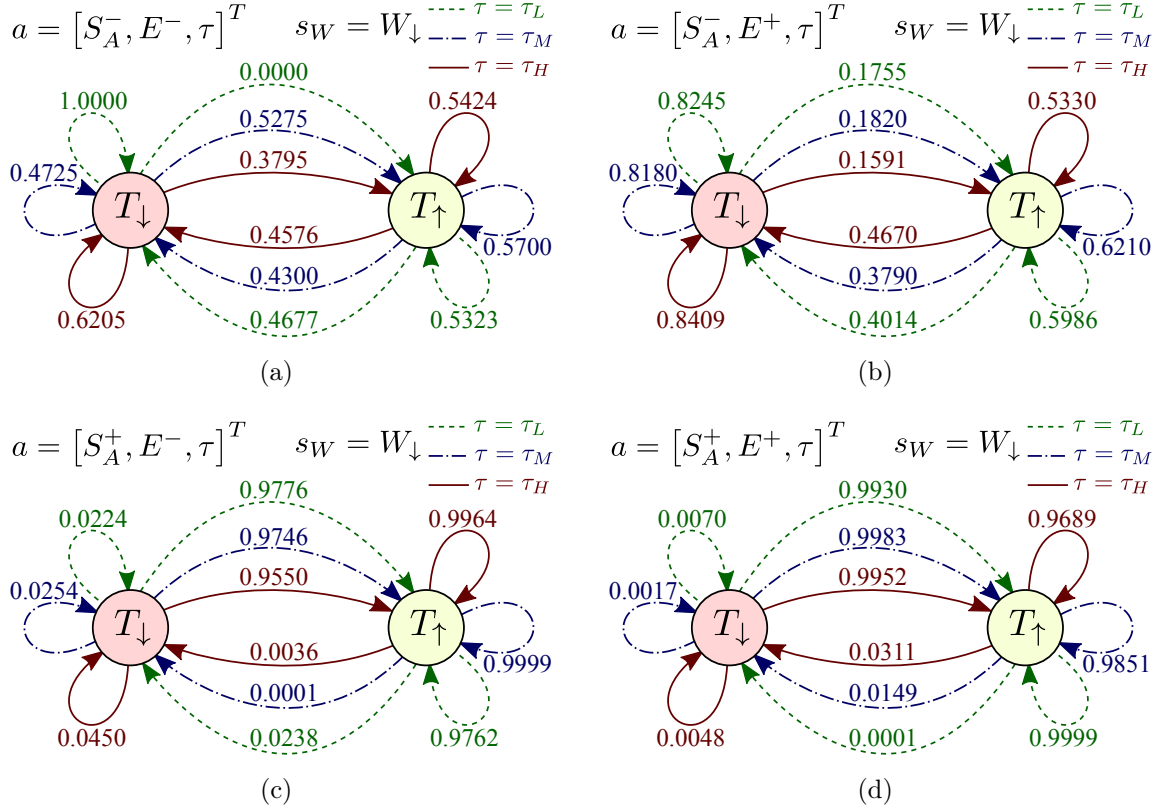 a = [S_A^-, E^-, τ]^T s_W = W_↓ τ = τ_L
τ = τ_M
τ = τ_H
1.0000 0.0000 0.5424
0.5275
0.4725 0.3795
T_↓ T_↑
0.4576 0.5700
0.4300
0.6205 0.4677 0.5323
(a)
a = [S_A^-, E^+, τ]^T s_W = W_↓ τ = τ_L
τ = τ_M
τ = τ_H
0.8245 0.1755 0.5330
0.1820
0.8180 0.1591
T_↓ T_↑
0.4670 0.6210
0.3790
0.8409 0.4014 0.5986
(b)
a = [S_A^+, E^-, τ]^T s_W = W_↓ τ = τ_L
τ = τ_M
τ = τ_H
0.0224 0.9776 0.9964
0.9746
0.0254 0.9550
T_↓ T_↑
0.0036 0.9999
0.0001
0.0450 0.0238 0.9762
(c)
a = [S_A^+, E^+, τ]^T s_W = W_↓ τ = τ_L
τ = τ_M
τ = τ_H
0.0070 0.9930 0.9689
0.9983
0.0017 0.9952
T_↓ T_↑
0.0311 0.9851
0.0149
0.0048 0.0001 0.9999
(d)